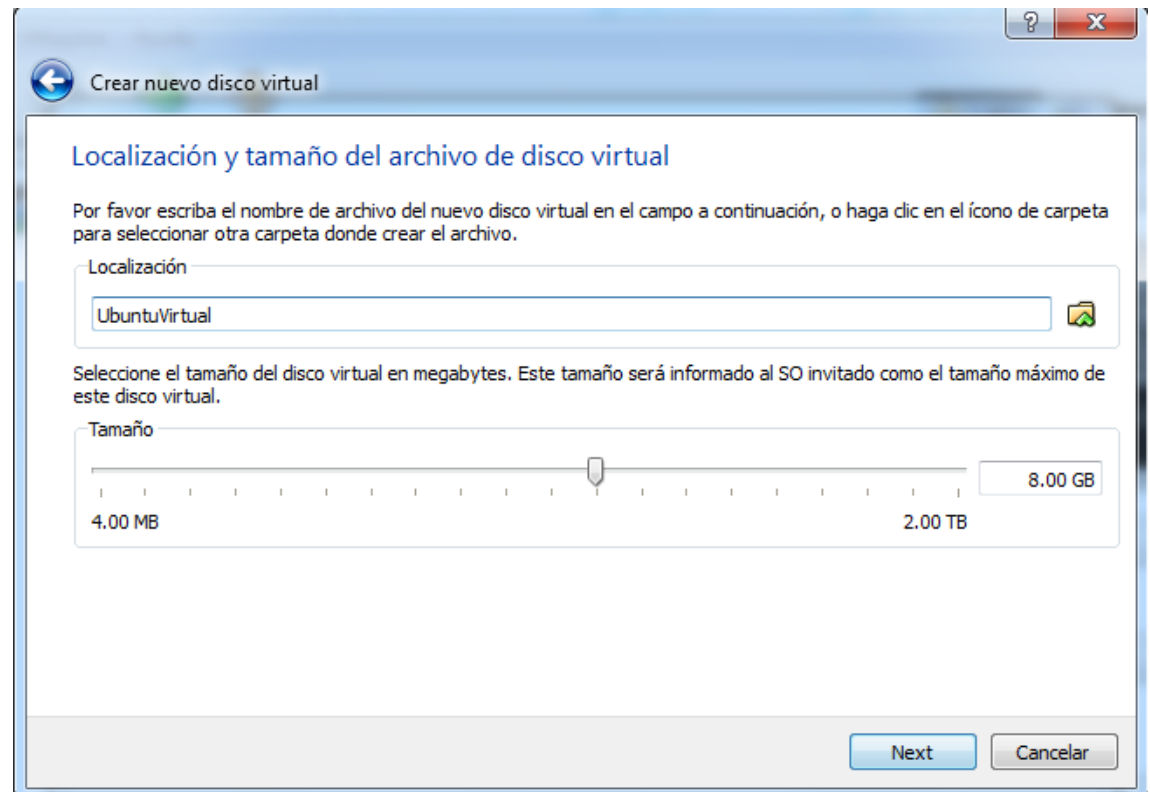 Crear nuevo disco virtual
Localización y tamaño del archivo de disco virtual
Por favor escriba el nombre de archivo del nuevo disco virtual en el campo a continuación, o haga clic en el ícono de carpeta
para seleccionar otra carpeta donde crear el archivo.
Localización
UbuntuVirtual
Seleccione el tamaño del disco virtual en megabytes. Este tamaño será informado al SO invitado como el tamaño máximo de
este disco virtual.
Tamaño
8.00 GB
4.00 MB 2.00 TB
Next Cancelar